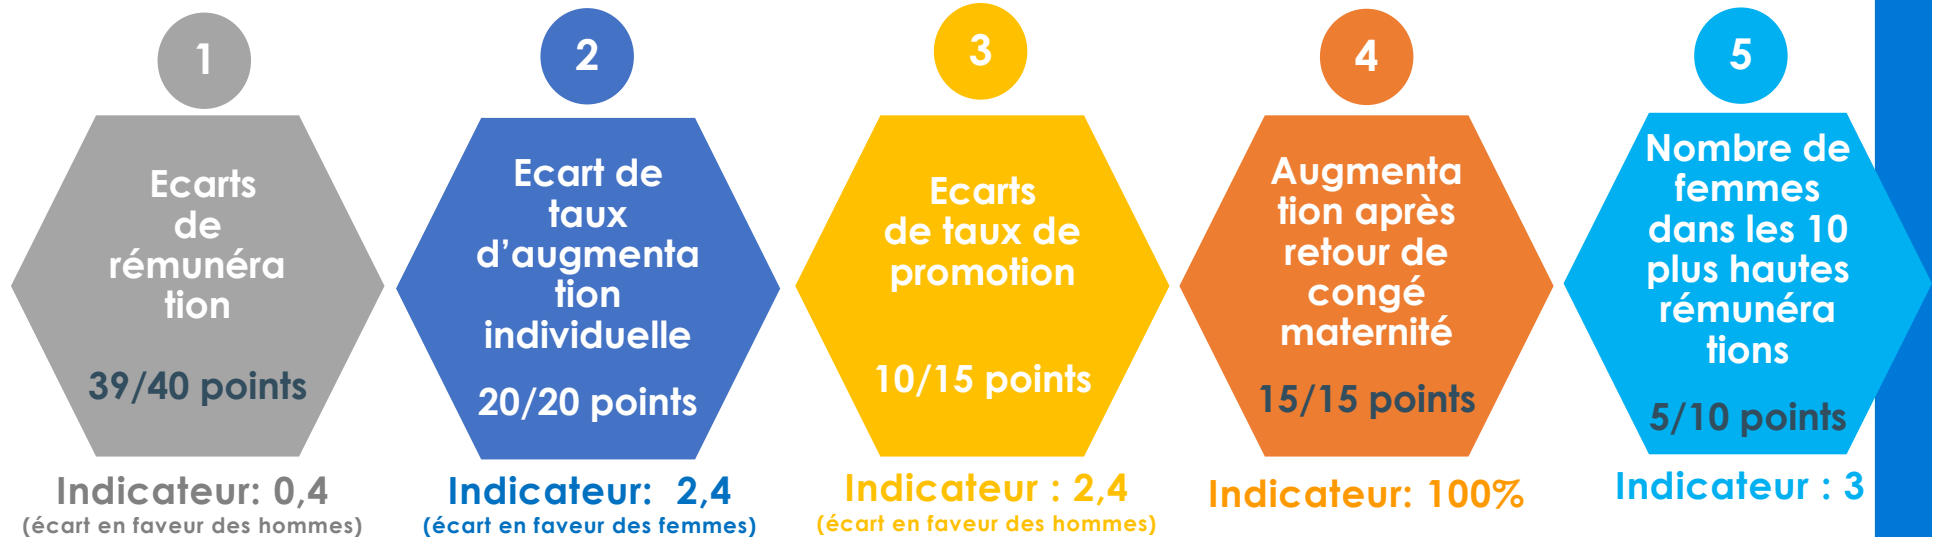 1
Ecarts
de
rémunéra
tion
39/40 points
Indicateur: 0,4
(écart en faveur des hommes)
2
Ecart de
taux
d’augmenta
tion
individuelle
20/20 points
Indicateur: 2,4
(écart en faveur des femmes)
3
Ecarts
de taux de
promotion
10/15 points
Indicateur : 2,4
(écart en faveur des hommes)
4
Augmenta
tion après
retour de
congé
maternité
15/15 points
Indicateur: 100%
5
Nombre de
femmes
dans les 10
plus hautes
rémunéra
tions
5/10 points
Indicateur : 3